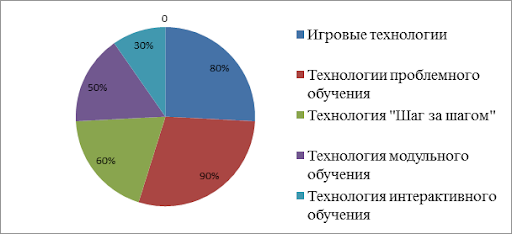 0
30%
80%
50%
60%
90%
Игровые технологии
Технологии проблемного
обучения
Технология "Шаг за шагом"
Технология модульного
обучения
Технология интерактивного
обучения